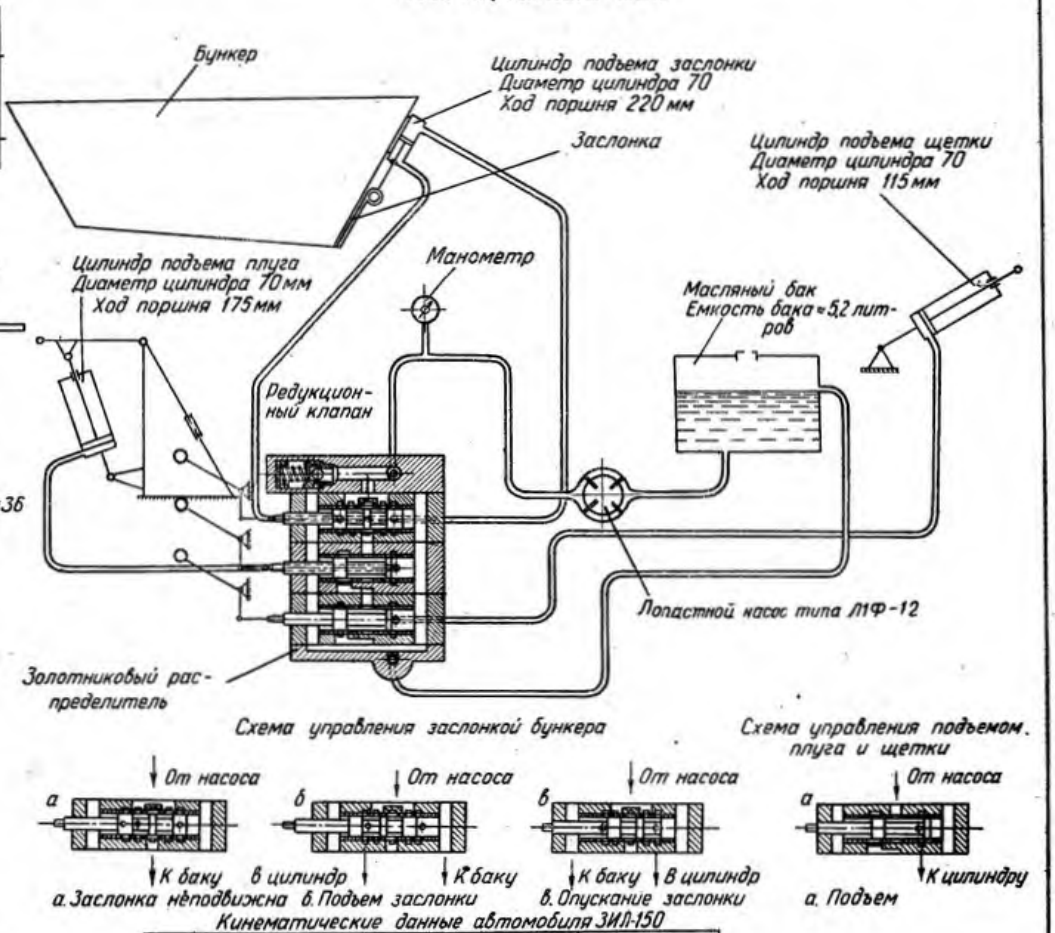 Бункер
Цилиндр подъема заслонки
Диаметр цилиндра 70
Ход поршня 220 мм
Заслонка
Цилиндр подъема щетки
Диаметр цилиндра 70
Ход поршня 115 мм
Цилиндр подъема плуга
Диаметр цилиндра 70 мм
Ход поршня 175 мм
Манометр
Масляный бак
Емкость бака ≈ 5,2 лит-
ров
Редукцион-
ный клапан
36
Лопастной насос типа Л1Ф-12
Золотниковый рас-
пределитель
Схема управления заслонкой бункера
Схема управления подъемом
плуга и щетки
От насоса
От насоса
От насоса
От насоса
а
б
в
а
К баку
в цилиндр
К баку
К баку
В цилиндр
К цилиндру
а. Заслонка неподвижна
б. Подъем заслонки
в. Опускание заслонки
а. Подъем
Кинематические данные автомобиля ЗИЛ-150